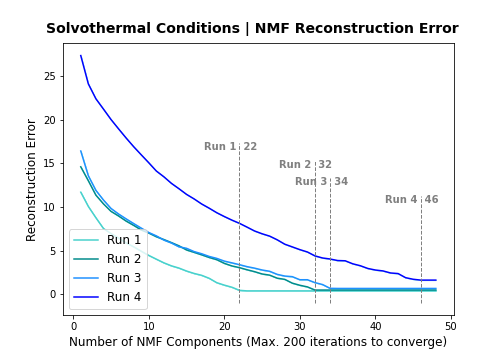 Solvothermal Conditions | NMF Reconstruction Error
Reconstruction Error
25
20
15
10
5
0
Run 1 | 22
Run 2 | 32
Run 3 | 34
Run 4 | 46
Run 1
Run 2
Run 3
Run 4
0 10 20 30 40 50
Number of NMF Components (Max. 200 iterations to converge)